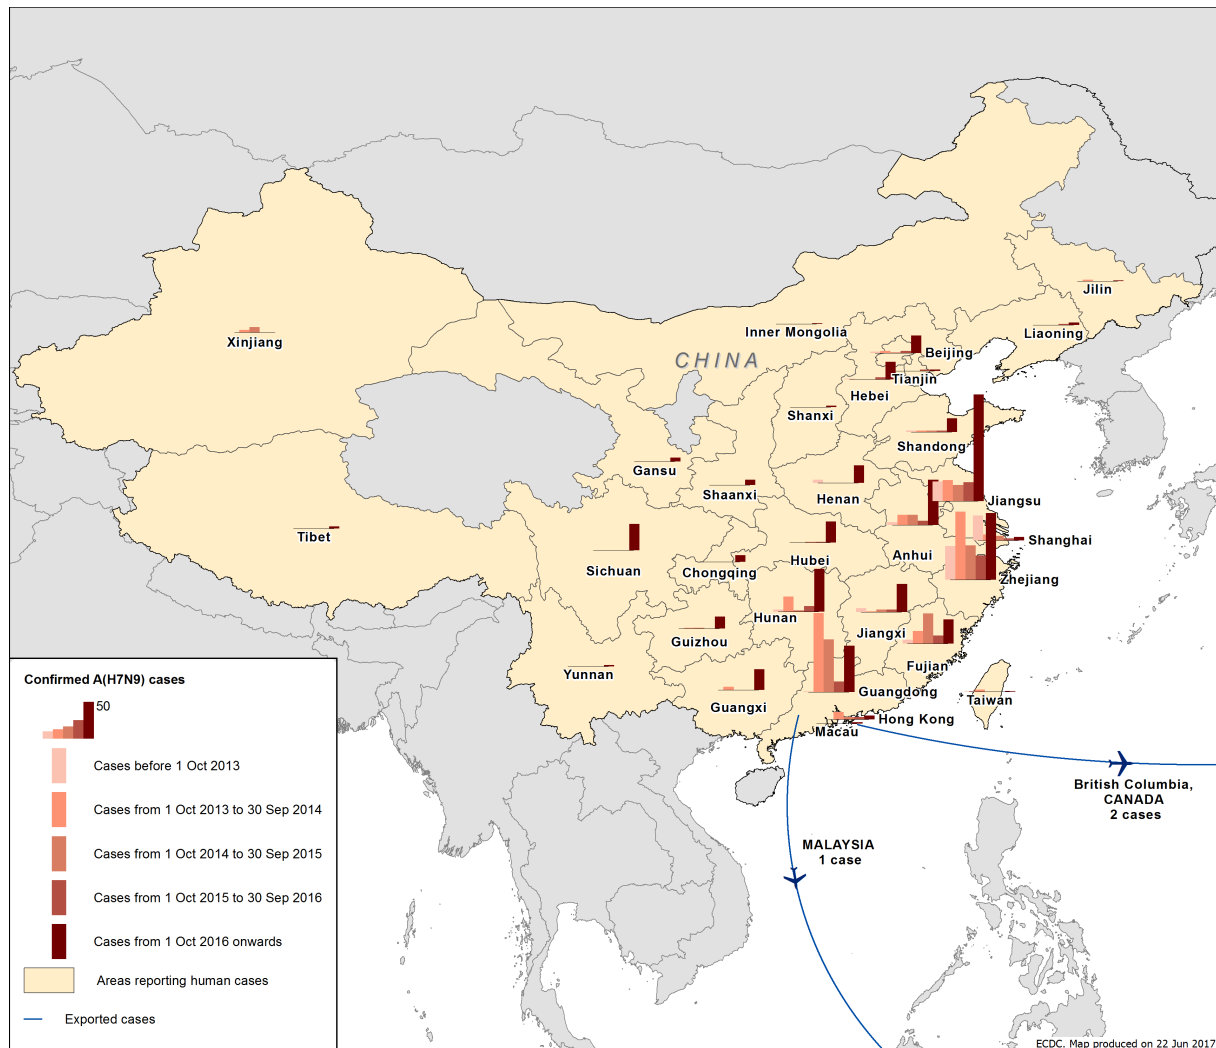 Jilin
Inner Mongolia
Liaoning
Xinjiang
CHINA
Beijing
Tianjin
Hebei
Shanxi
Shandong
Gansu
Shaanxi
Henan
Jiangsu
Tibet
Shanghai
Anhui
Hubei
Sichuan
Chongqing
Zhejiang
Hunan
Jiangxi
Guizhou
Fujian
Yunnan
Guangdong
Guangxi
Taiwan
Hong Kong
Macau
British Columbia,
CANADA
2 cases
MALAYSIA
1 case
Confirmed A(H7N9) cases
50
Cases before 1 Oct 2013
Cases from 1 Oct 2013 to 30 Sep 2014
Cases from 1 Oct 2014 to 30 Sep 2015
Cases from 1 Oct 2015 to 30 Sep 2016
Cases from 1 Oct 2016 onwards
Areas reporting human cases
Exported cases
ECDC. Map produced on 22 Jun 2017